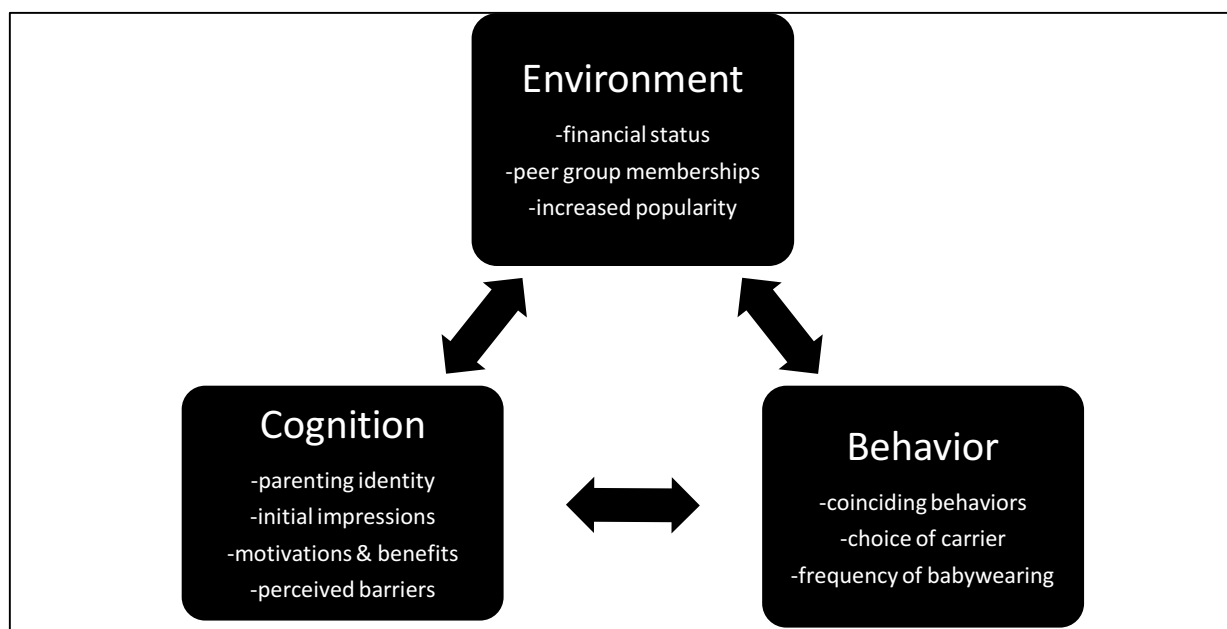 Environment
-financial status
-peer group memberships
-increased popularity
Cognition
-parenting identity
-initial impressions
-motivations & benefits
-perceived barriers
Behavior
-coinciding behaviors
-choice of carrier
-frequency of babywearing